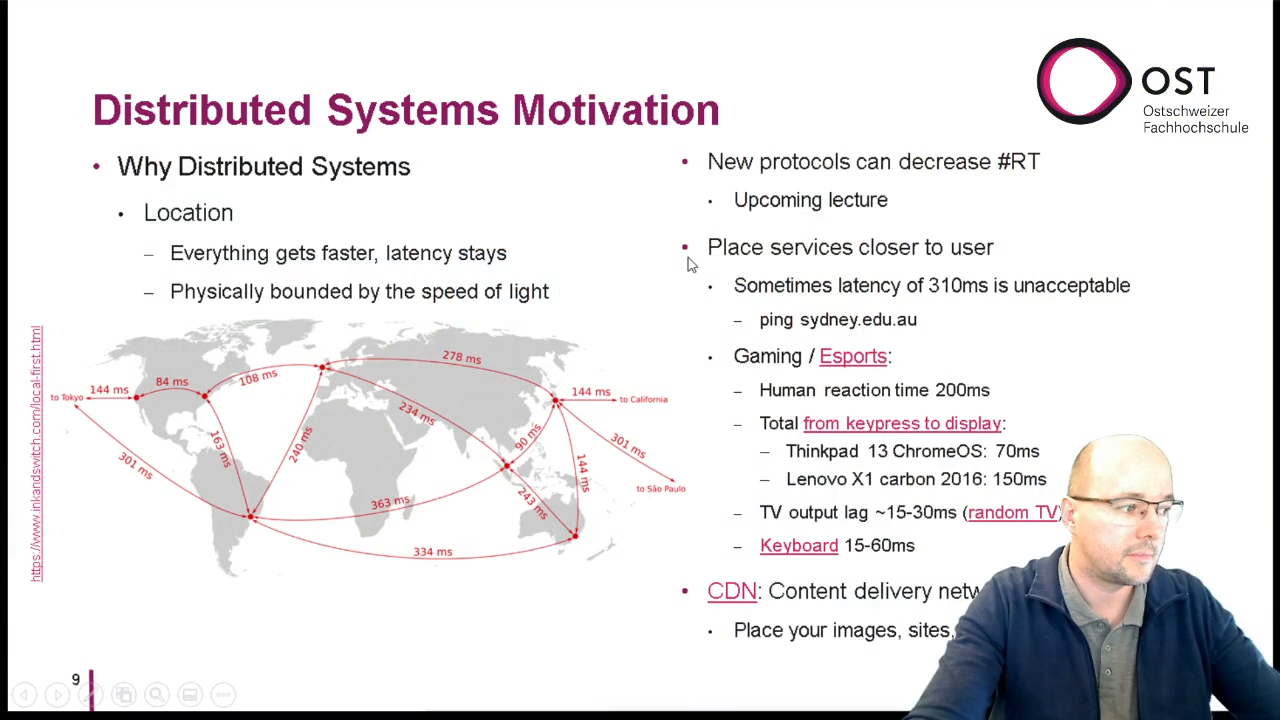 OST
Ostschweizer
Fachhochschule
Distributed Systems Motivation
• Why Distributed Systems
• Location
– Everything gets faster, latency stays
– Physically bounded by the speed of light
https://www.inkandswitch.com/local-first.html
to Tokyo
144 ms
84 ms
108 ms
278 ms
144 ms
to California
163 ms
240 ms
234 ms
90 ms
301 ms
144 ms
301 ms
to São Paulo
363 ms
243 ms
334 ms
• New protocols can decrease #RT
• Upcoming lecture
• Place services closer to user
• Sometimes latency of 310ms is unacceptable
– ping sydney.edu.au
• Gaming / Esports:
– Human reaction time 200ms
– Total from keypress to display:
– Thinkpad 13 ChromeOS: 70ms
– Lenovo X1 carbon 2016: 150ms
– TV output lag ~15-30ms (random TV)
– Keyboard 15-60ms
• CDN: Content delivery
• Place your images, sites,
9